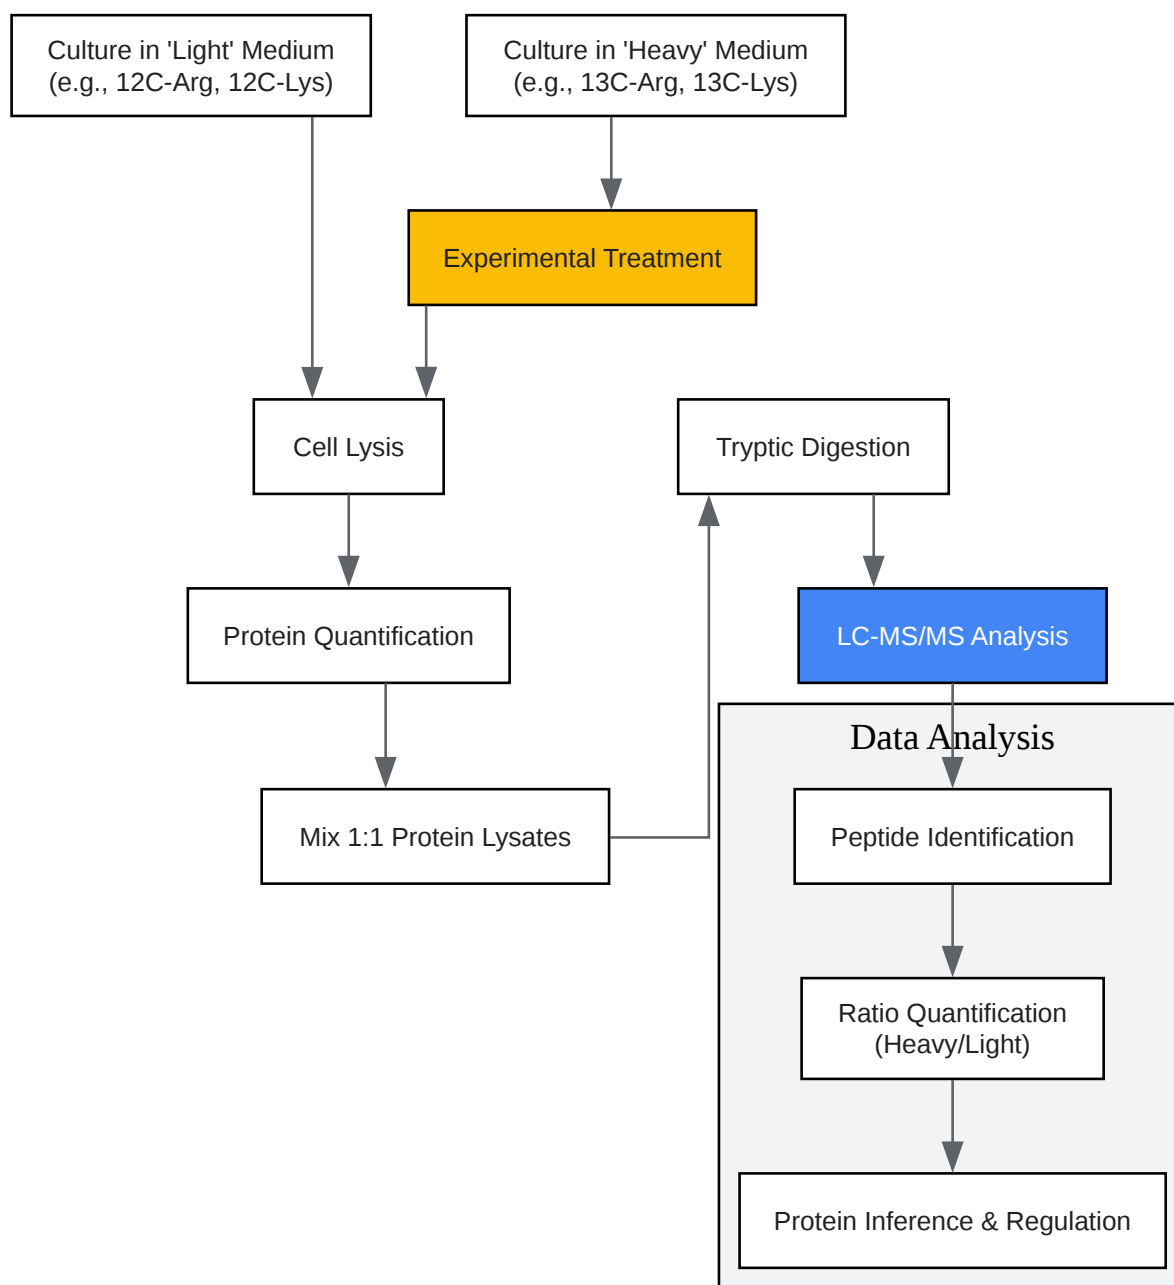 Culture in 'Light' Medium
(e.g., 12C-Arg, 12C-Lys)
Culture in 'Heavy' Medium
(e.g., 13C-Arg, 13C-Lys)
Experimental Treatment
Cell Lysis
Tryptic Digestion
Protein Quantification
LC-MS/MS Analysis
Data Analysis
Mix 1:1 Protein Lysates
Peptide Identification
Ratio Quantification
(Heavy/Light)
Protein Inference & Regulation